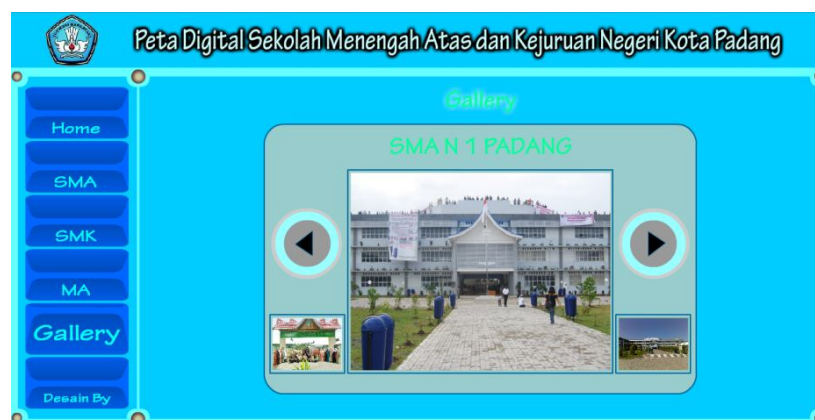 Peta Digital Sekolah Menengah Atas dan Kejuruan Negeri Kota Padang
Home
SMA
SMK
MA
Gallery
Desain By
Gallery
SMA N 1 PADANG